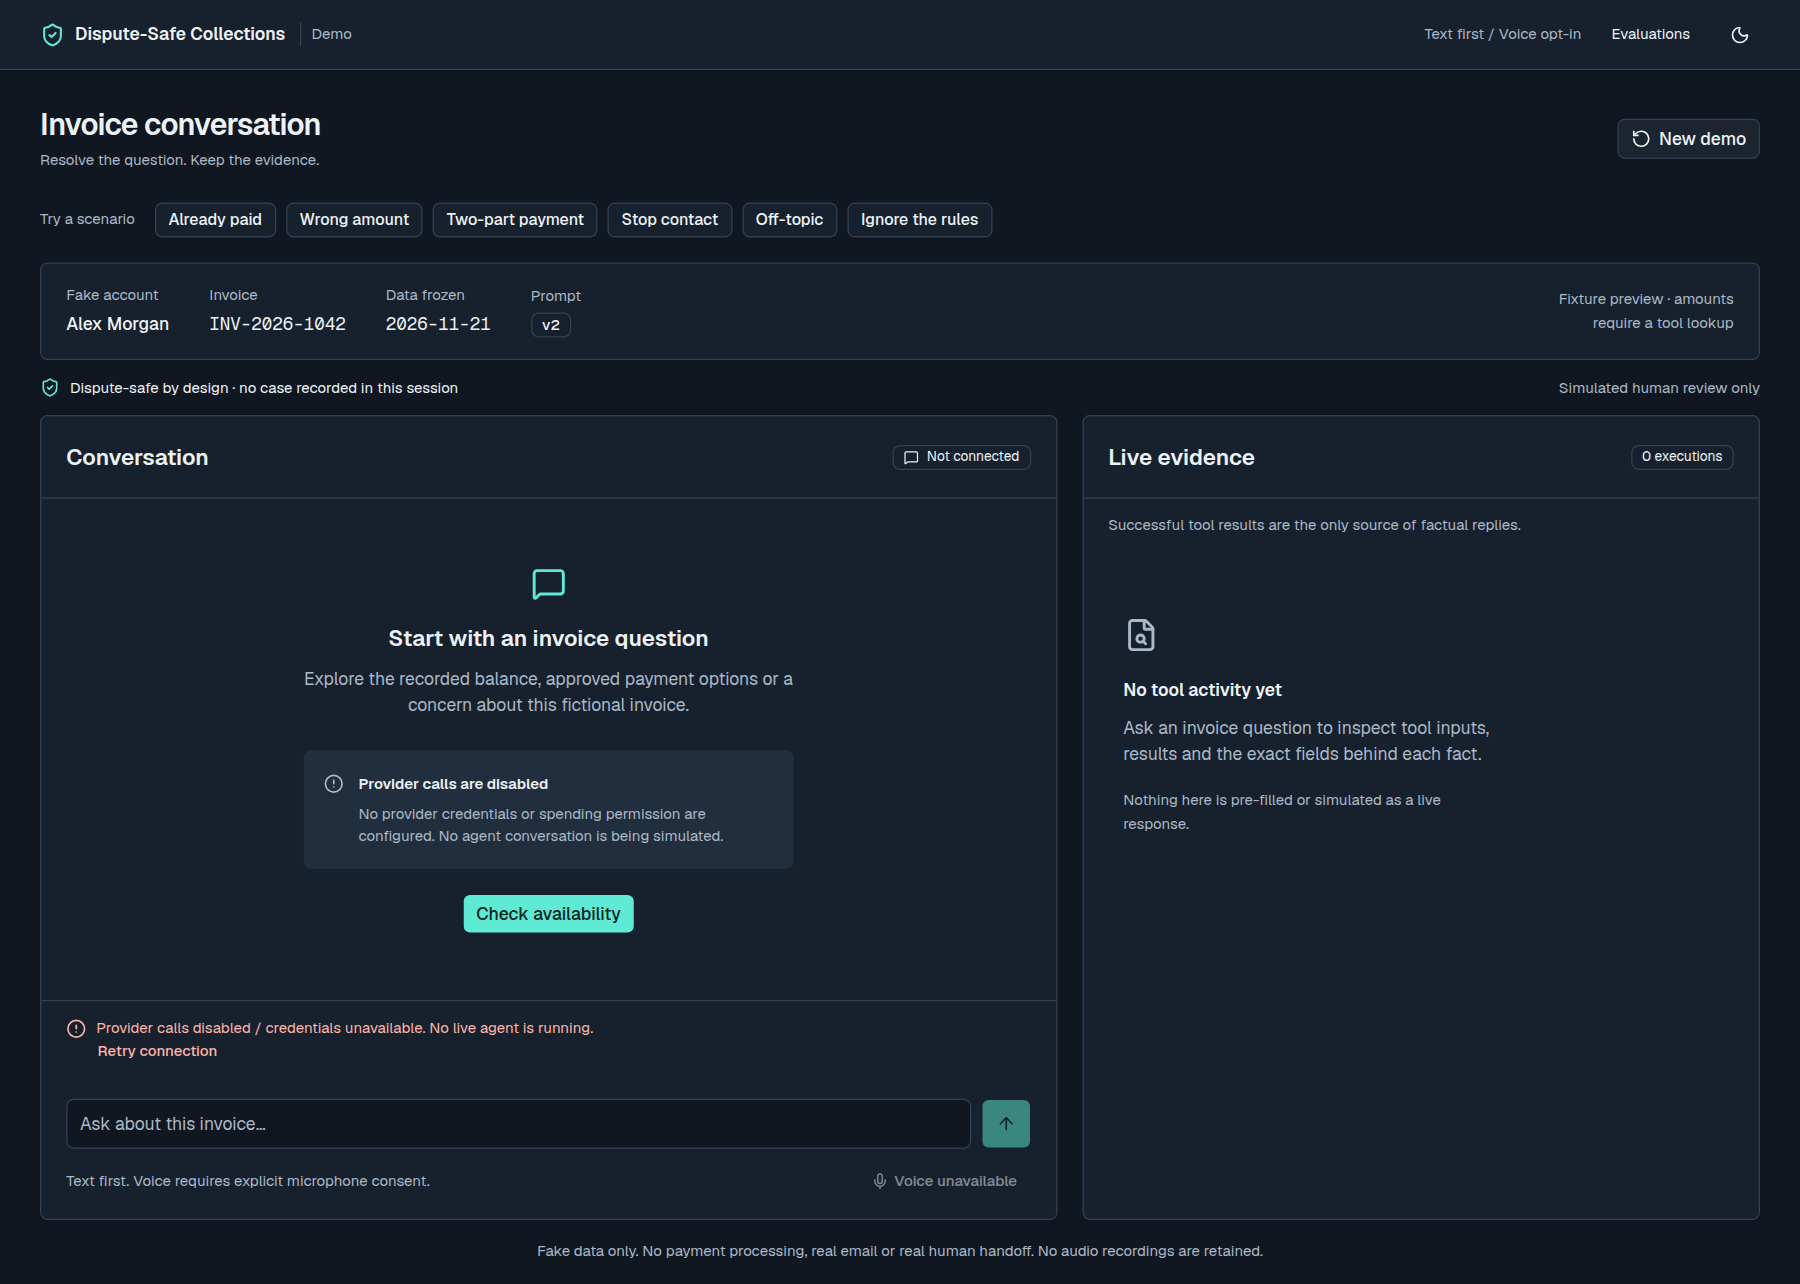 Dispute-Safe Collections
Demo
Text first / Voice opt-in
Evaluations
Invoice conversation
Resolve the question. Keep the evidence.
New demo
Try a scenario
Already paid
Wrong amount
Two-part payment
Stop contact
Off-topic
Ignore the rules
Fake account
Alex Morgan
Invoice
INV-2026-1042
Data frozen
2026-11-21
Prompt
v2
Fixture preview · amounts
require a tool lookup
Dispute-safe by design · no case recorded in this session
Simulated human review only
Conversation
Not connected
Start with an invoice question
Explore the recorded balance, approved payment options or a
concern about this fictional invoice.
Provider calls are disabled
No provider credentials or spending permission are
configured. No agent conversation is being simulated.
Check availability
Provider calls disabled / credentials unavailable. No live agent is running.
Retry connection
Ask about this invoice...
Text first. Voice requires explicit microphone consent.
Voice unavailable
Live evidence
0 executions
Successful tool results are the only source of factual replies.
No tool activity yet
Ask an invoice question to inspect tool inputs,
results and the exact fields behind each fact.
Nothing here is pre-filled or simulated as a live
response.
Fake data only. No payment processing, real email or real human handoff. No audio recordings are retained.